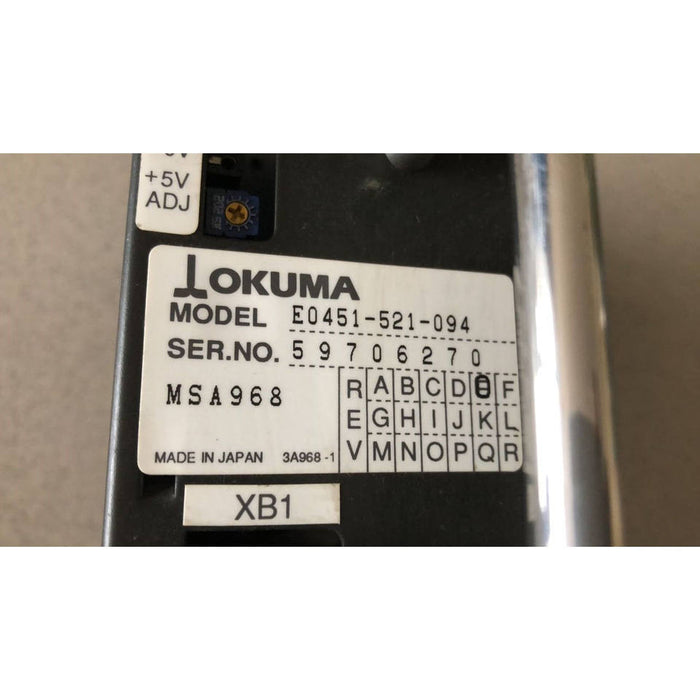 +5V
ADJ
OKUMA
MODEL E0451-521-094
SER.NO. 59706270
MSA968
R A B C D E F
E G H I J K L
V M N O P Q R
MADE IN JAPAN 3A968-1
XB1